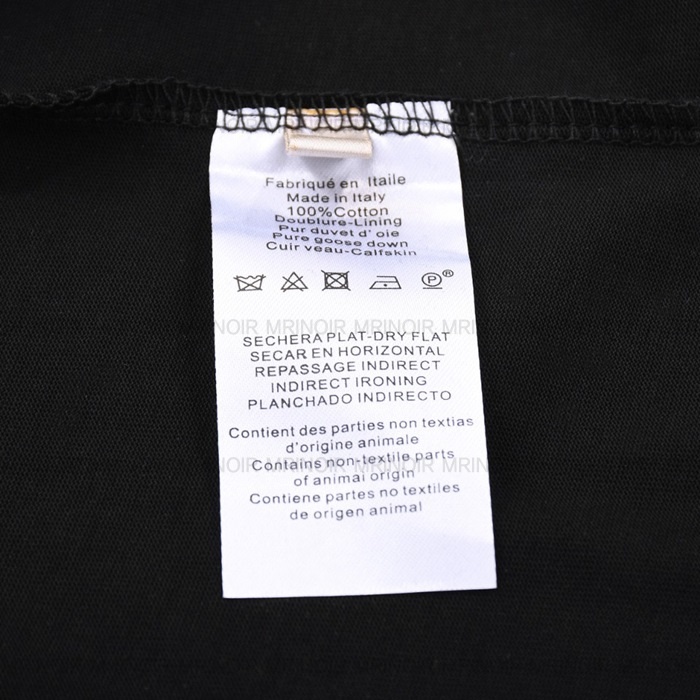 Fabriqué en Itaile
Made in Italy
100%Cotton
Doublure-Lining
Pur duvet d' oie
Pure goose down
Cuir veau-Calfskin
P®
NOIR MRINOIR MRINOIR MRI
SECHERA PLAT-DRY FLAT
SECAR EN HORIZONTAL
REPASSAGE INDIRECT
INDIRECT IRONING
PLANCHADO INDIRECTO
Contient des parties non textias
d'origine animale
Contains non-textile parts
NOIR MRINOIR MRINOIR MRI
of animal origin
Contiene partes no textiles
de origen animal